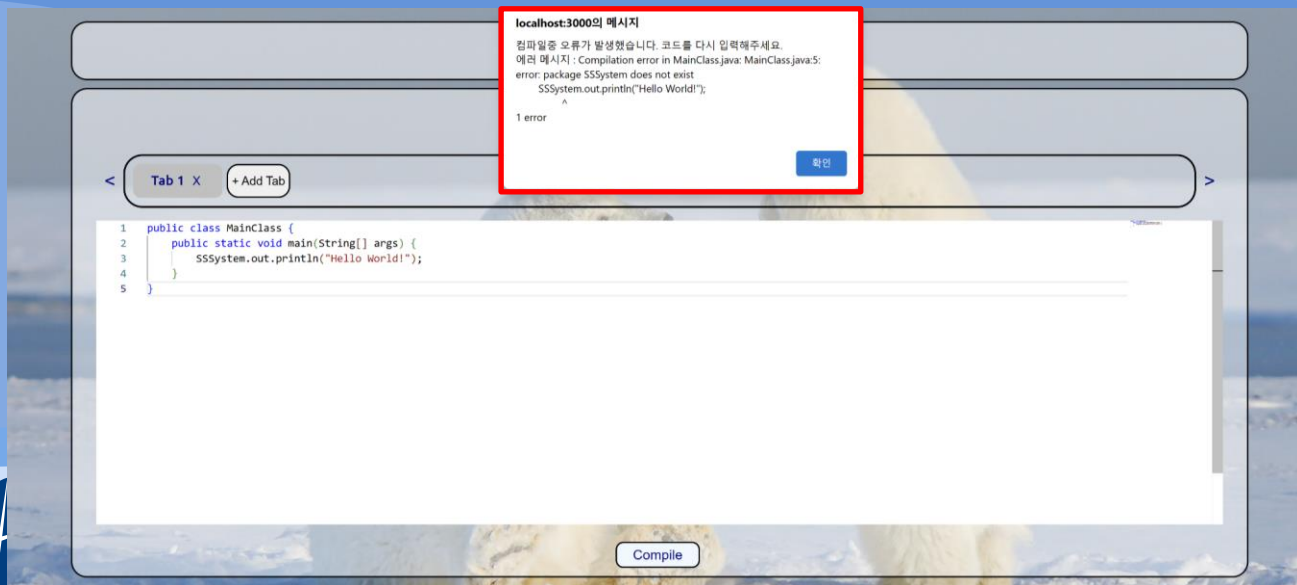 localhost:3000의 메시지
컴파일중 오류가 발생했습니다. 코드를 다시 입력해주세요.
에러 메시지 : Compilation error in MainClass.java: MainClass.java:5:
error: package SSSystem does not exist
SSSystem.out.println("Hello World!");
^
1 error
확인
< Tab 1 X + Add Tab >
1 public class MainClass {
2 public static void main(String[] args) {
3 SSSystem.out.println("Hello World!");
4 }
5 }
Compile